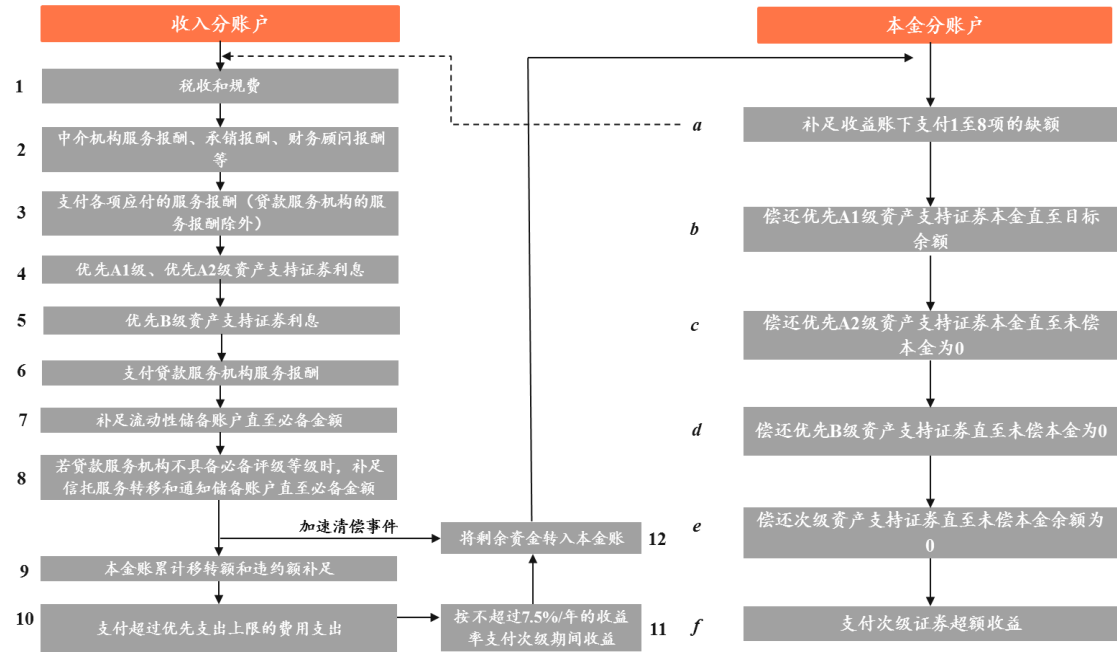 收入分账户
1
税收和规费
2
中介机构服务报酬、承销报酬、财务顾问报酬
等
3
支付各项应付的服务报酬（贷款服务机构的服
务报酬除外）
4
优先A1级、优先A2级资产支持证券利息
5
优先B级资产支持证券利息
6
支付贷款服务机构服务报酬
7
补足流动性储备账户直至必备金额
8
若贷款服务机构不具备必备评级等级时，补足
信托服务转移和通知储备账户直至必备金额
加速清偿事件
9
本金账累计移转额和违约额补足
10
支付超过优先支出上限的费用支出
按不超过7.5%/年的收益
率支付次级期间收益
11
将剩余资金转入本金账
12
本金分账户
a
补足收益账下支付1至8项的缺额
b
偿还优先A1级资产支持证券本金直至目标
余额
c
偿还优先A2级资产支持证券本金直至未偿
本金为0
d
偿还优先B级资产支持证券直至未偿本金为0
e
偿还次级资产支持证券直至未偿本金余额为
0
f
支付次级证券超额收益